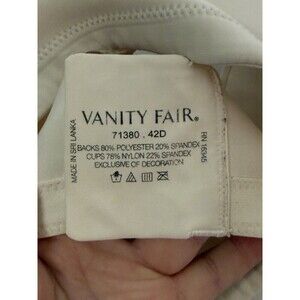 VANITY FAIR®
71380 . 42D
BACKS 80% POLYESTER 20% SPANDEX
CUPS 78% NYLON 22% SPANDEX
EXCLUSIVE OF DECORATION
MADE IN SRI LANKA
RN 16345